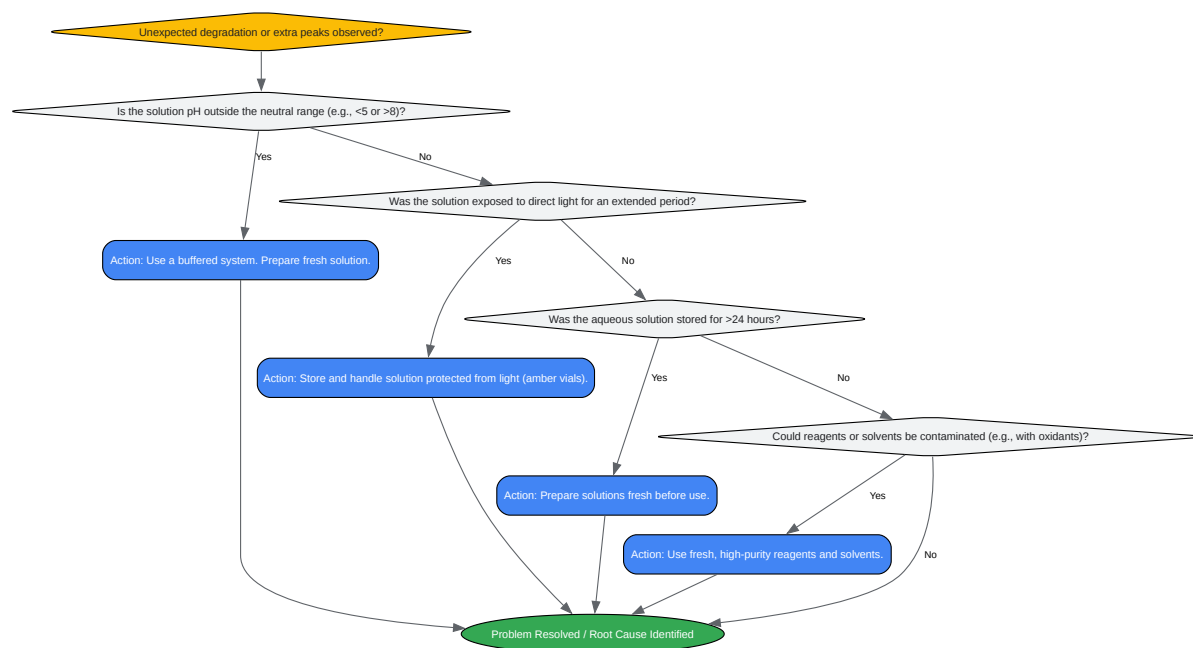 Unexpected degradation or extra peaks observed?
Is the solution pH outside the neutral range (e.g., <5 or >8)?
Yes
No
Was the solution exposed to direct light for an extended period?
Action: Use a buffered system. Prepare fresh solution.
Yes
No
Was the aqueous solution stored for >24 hours?
Action: Store and handle solution protected from light (amber vials).
Yes
No
Could reagents or solvents be contaminated (e.g., with oxidants)?
Action: Prepare solutions fresh before use.
Yes
Action: Use fresh, high-purity reagents and solvents.
No
Problem Resolved / Root Cause Identified